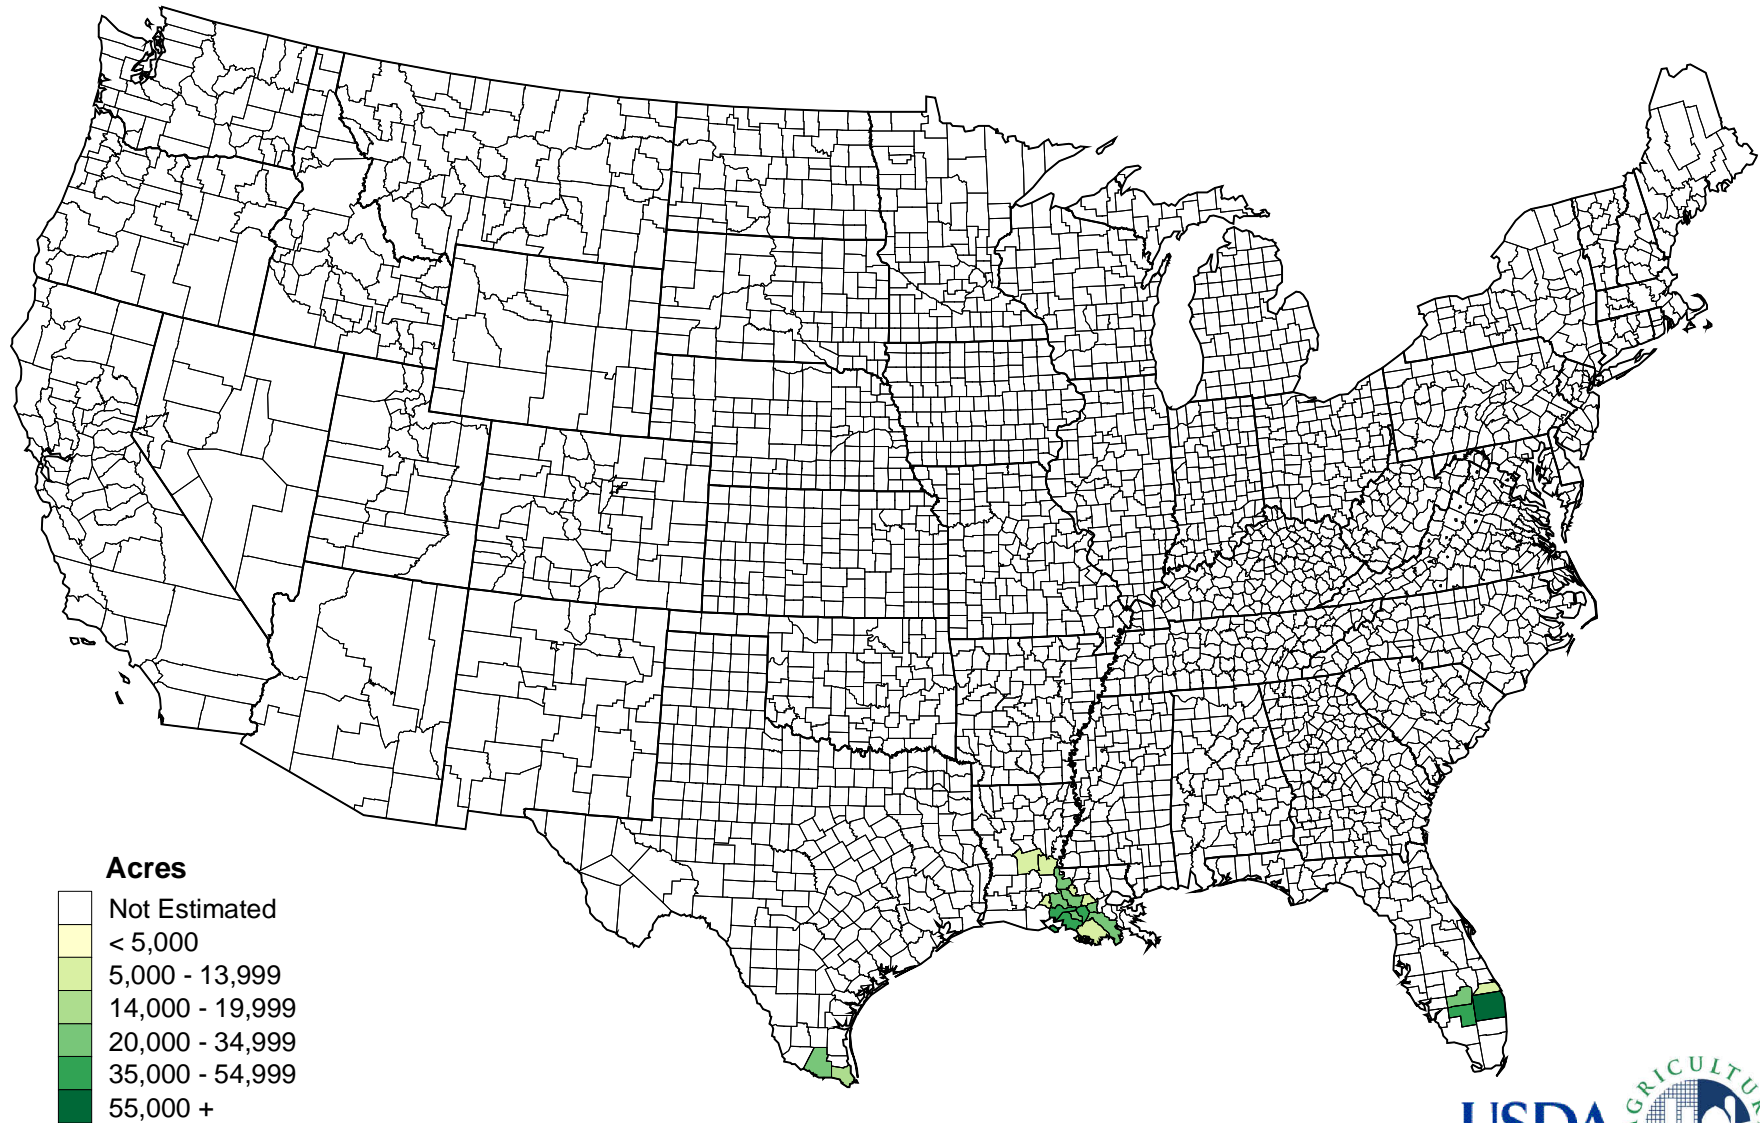 Acres
Not Estimated
< 5,000
5,000 - 13,999
14,000 - 19,999
20,000 - 34,999
35,000 - 54,999
55,000 +
USDA